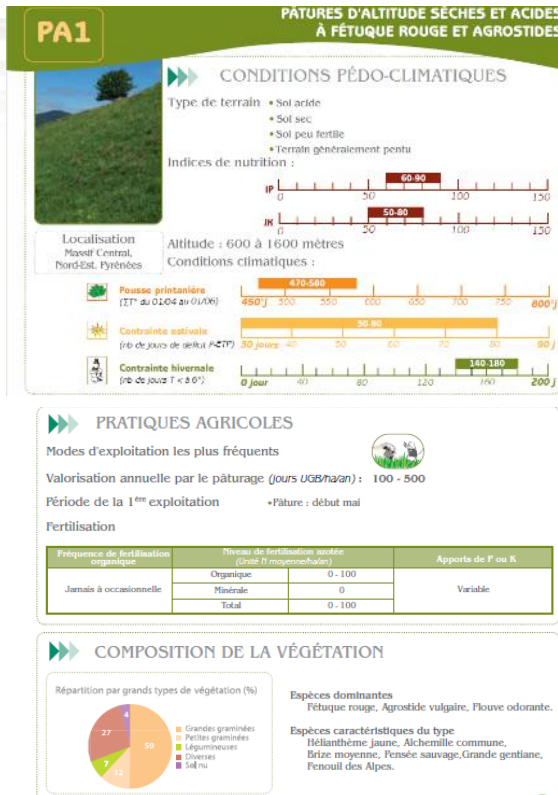 PA1
PÂTURES D'ALTITUDE SÈCHES ET ACIDES
À FÉTUQUE ROUGE ET AGROSTIDES
CONDITIONS PÉDO-CLIMATIQUES
Type de terrain • Sol acide
• Sol sec
• Sol peu fertile
• Terrain généralement pentu
Indices de nutrition :
60-90
IP
0 50 100 150
50-80
IK
0 50 100 150
Localisation
Massif Central,
Nord-Est, Pyrénées
Altitude : 600 à 1600 mètres
Conditions climatiques :
470-580
Pousse printanière
(ΣT° du 01/04 au 01/06)
450°j 500 550 600 650 700 750 800°j
50-80
Contrainte estivale
(nb de jours de déficit P-ETP)
30 jours 40 50 60 70 80 90 j
140-180
Contrainte hivernale
(nb de jours T < à 6°)
0 jour 40 80 120 160 200 j
PRATIQUES AGRICOLES
Modes d'exploitation les plus fréquents
Valorisation annuelle par le pâturage (jours UGB/ha/an) : 100 - 500
Période de la 1ère exploitation • Pâture : début mai
Fertilisation
Fréquence de fertilisation organique
Niveau de fertilisation azotée
(Unité N moyenne/ha/an)
Apports de P ou K
Jamais à occasionnelle
Organique 0 - 100
Minérale 0
Total 0 - 100
Variable
COMPOSITION DE LA VÉGÉTATION
Répartition par grands types de végétation (%)
4
27
59
7
12
Grandes graminées
Petites graminées
Légumineuses
Diverses
Sol nu
Espèces dominantes
Fétuque rouge, Agrostide vulgaire, Flouve odorante.
Espèces caractéristiques du type
Hélianthème jaune, Alchemille commune,
Brize moyenne, Pensée sauvage,Grande gentiane,
Fenouil des Alpes.